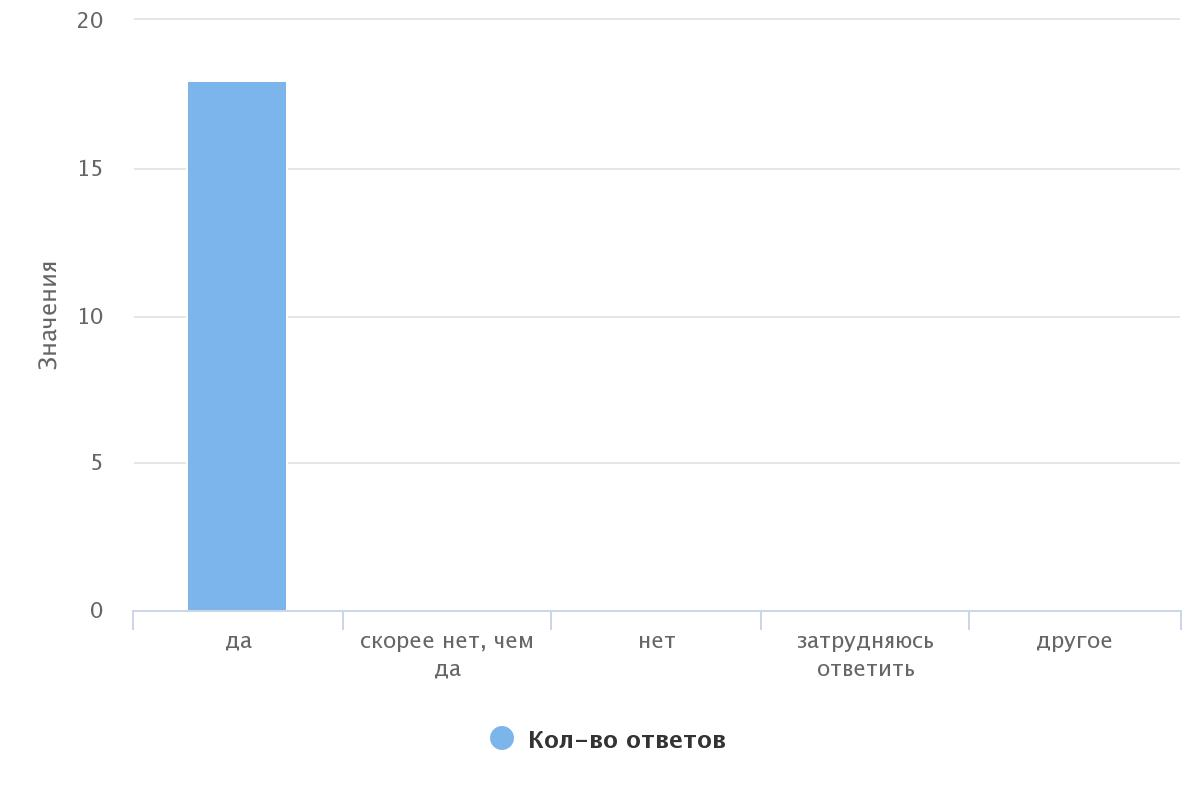 20
15
10
5
0
Значения
да
скорее нет, чем
да
нет
затрудняюсь
ответить
другое
Кол-во ответов